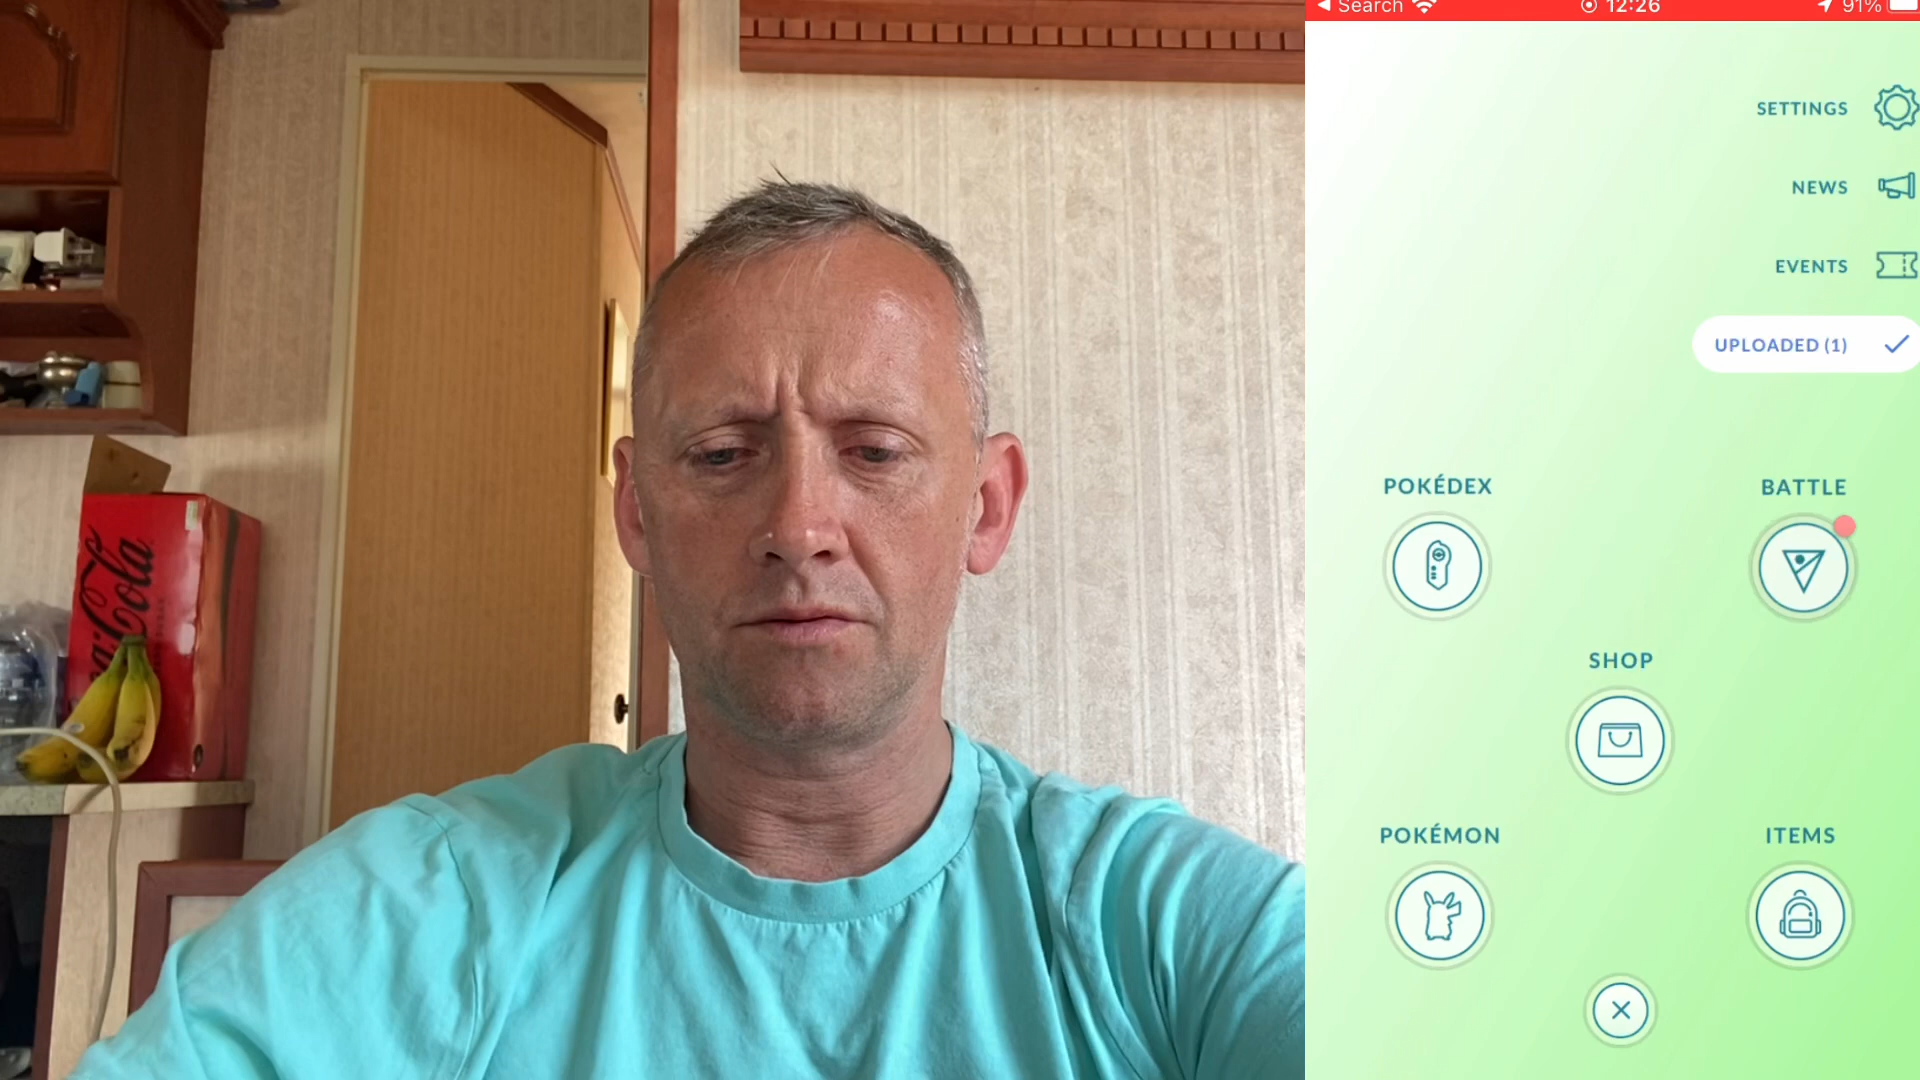 Search
12:26
91%
SETTINGS
NEWS
EVENTS
UPLOADED (1)
POKÉDEX
BATTLE
SHOP
POKÉMON
ITEMS
Coca-Cola